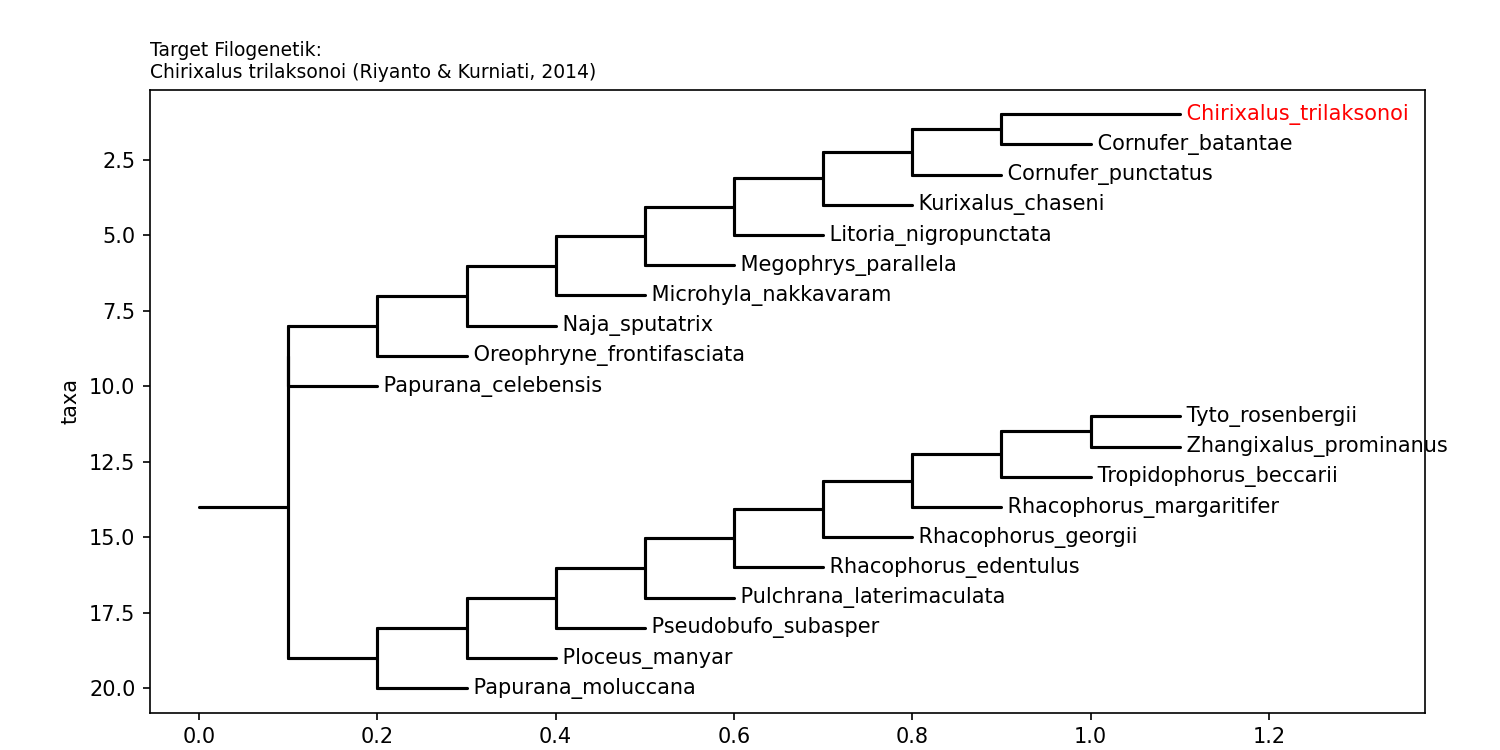 Target Filogenetik:
Chirixalus trilaksonoi (Riyanto & Kurniati, 2014)
Chirixalus_trilaksonoi
Cornufer_batantae
2.5
Cornufer_punctatus
Kurixalus_chaseni
5.0
Litoria_nigropunctata
Megophrys_parallela
Microhyla_nakkavaram
7.5
Naja_sputatrix
Oreophryne_frontifasciata
10.0
Papurana_celebensis
taxa
Tyto_rosenbergii
Zhangixalus_prominanus
12.5
Tropidophorus_beccarii
Rhacophorus_margaritifer
15.0
Rhacophorus_georgii
Rhacophorus_edentulus
Pulchrana_laterimaculata
17.5
Pseudobufo_subasper
Ploceus_manyar
20.0
Papurana_moluccana
0.0 0.2 0.4 0.6 0.8 1.0 1.2